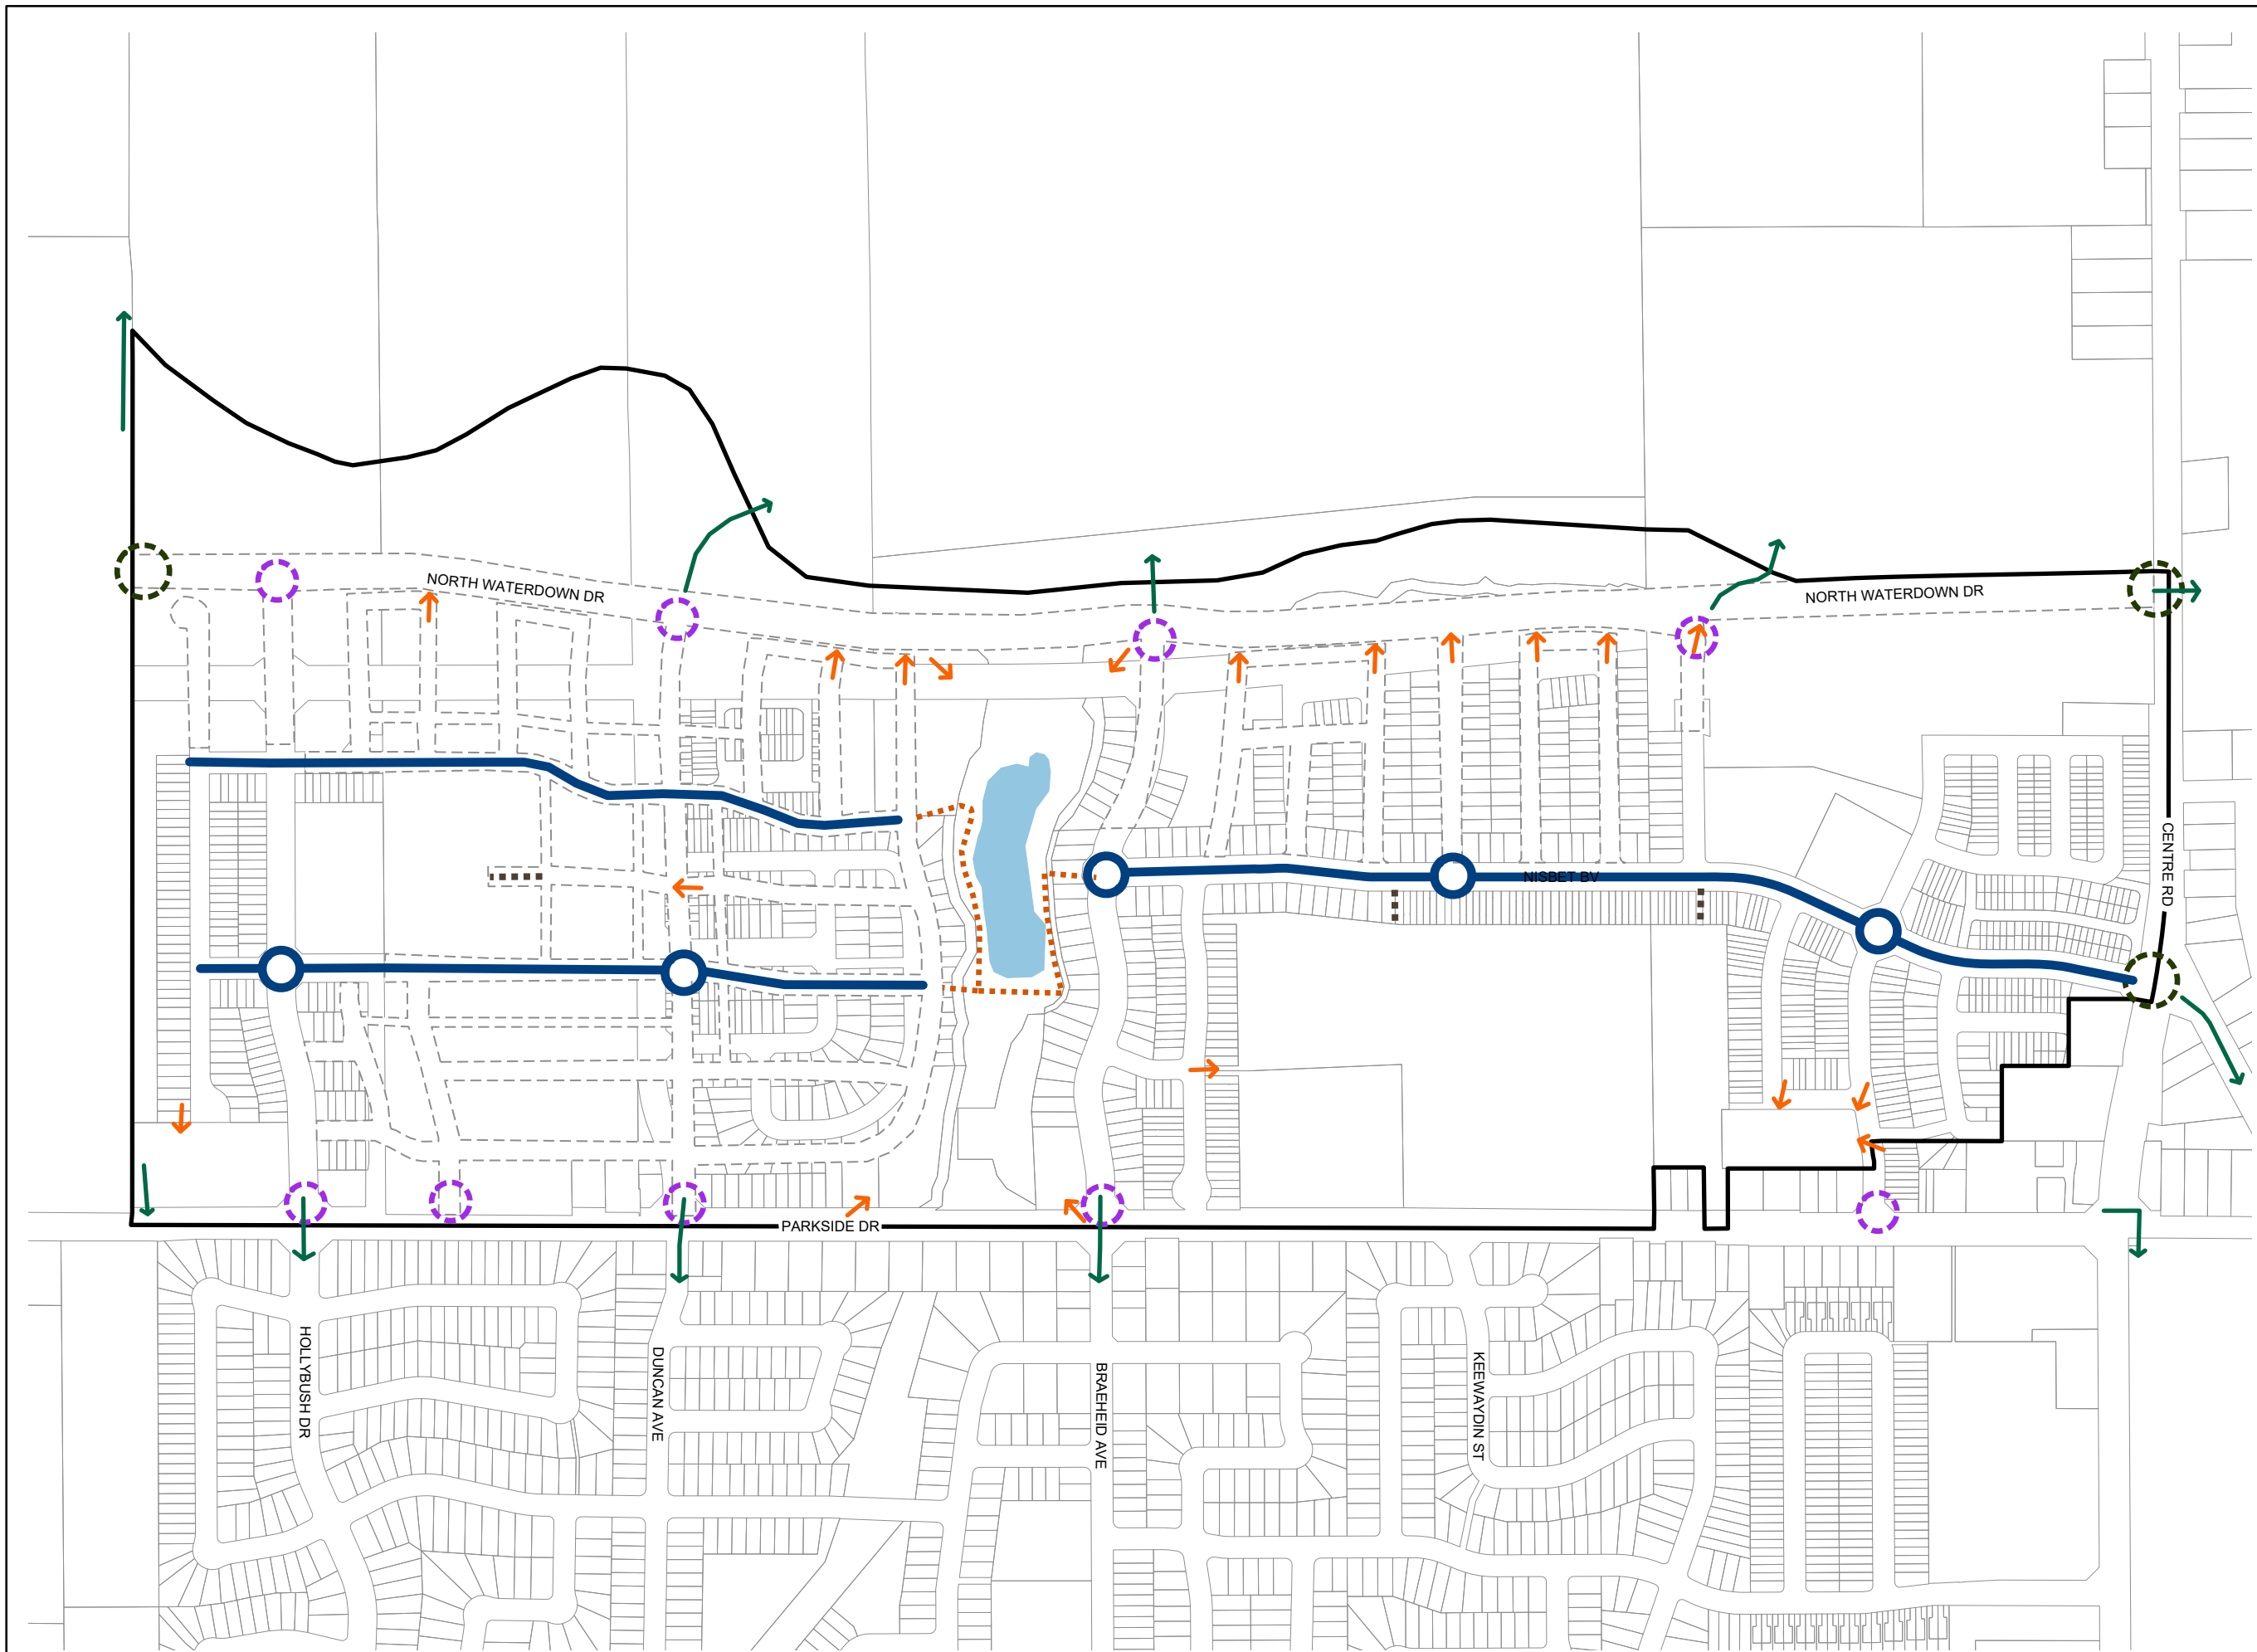 NORTH WATERDOWN DR
NORTH WATERDOWN DR
CENTRE RD
NISBET BV
PARKSIDE DR
HOLLYBUSH DR
DUNCAN AVE
BRAEHEID AVE
KEEWAYDIN ST